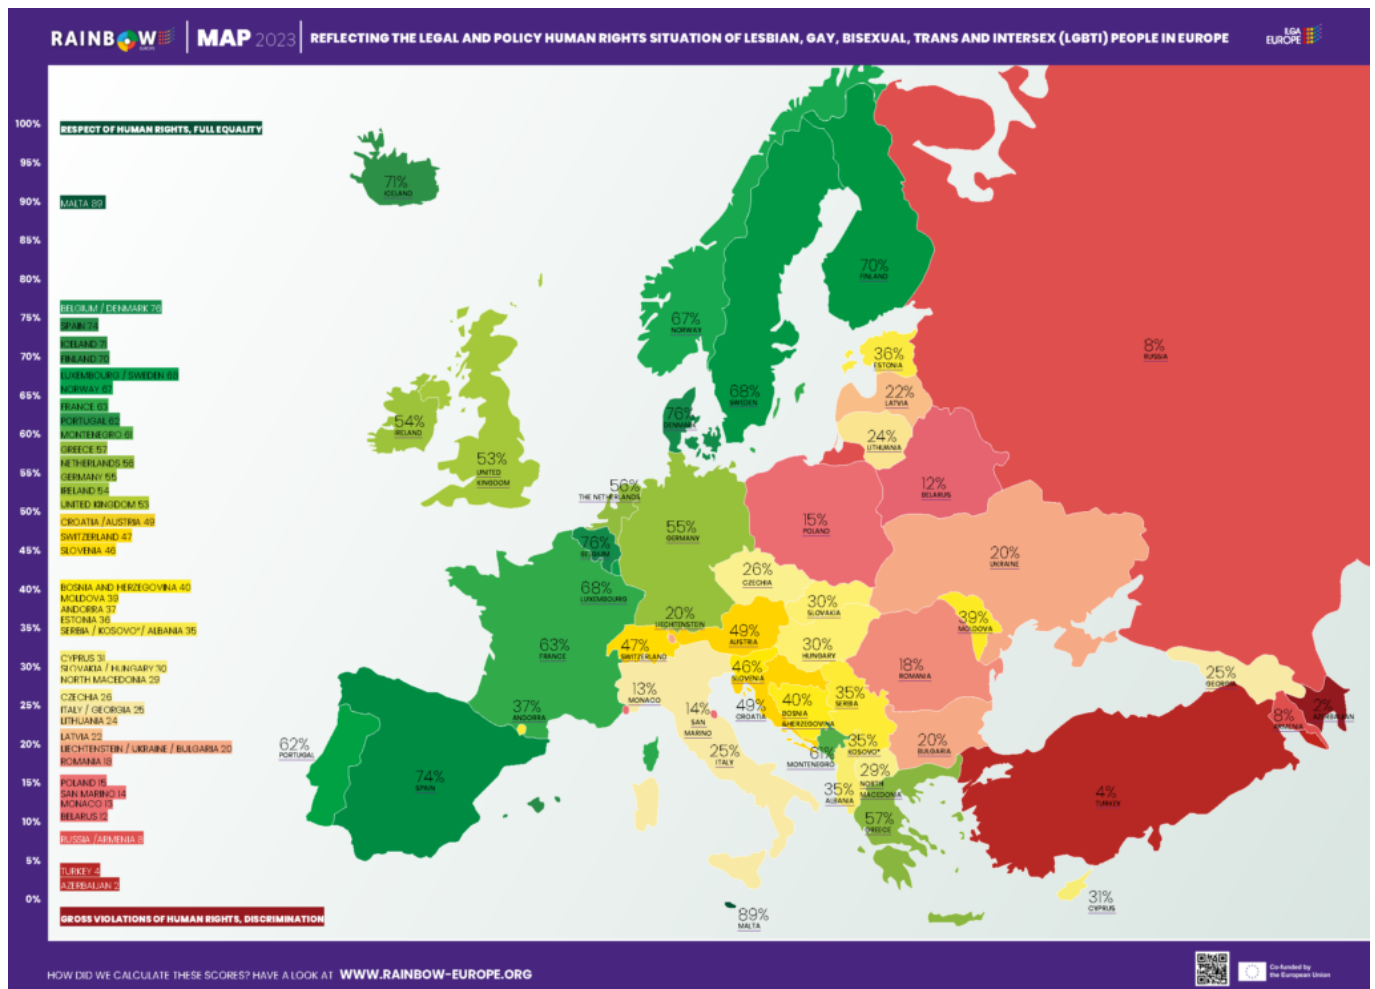 RAINBOW EUROPE MAP 2023 REFLECTING THE LEGAL AND POLICY HUMAN RIGHTS SITUATION OF LESBIAN, GAY, BISEXUAL, TRANS AND INTERSEX (LGBTI) PEOPLE IN EUROPE
ILGA
EUROPE
100%
RESPECT OF HUMAN RIGHTS, FULL EQUALITY
95%
90%
MALTA 89
85%
80%
BELGIUM / DENMARK 76
75%
SPAIN 74
ICELAND 71
70%
FINLAND 70
LUXEMBOURG / SWEDEN 68
NORWAY 67
65%
FRANCE 63
PORTUGAL 62
MONTENEGRO 61
60%
GREECE 57
NETHERLANDS 56
55%
GERMANY 55
IRELAND 54
UNITED KINGDOM 53
50%
CROATIA /AUSTRIA 49
SWITZERLAND 47
SLOVENIA 46
45%
BOSNIA AND HERZEGOVINA 40
40%
MOLDOVA 39
ANDORRA 37
ESTONIA 36
SERBIA / KOSOVO*/ ALBANIA 35
35%
CYPRUS 31
SLOVAKIA / HUNGARY 30
30%
NORTH MACEDONIA 29
CZECHIA 26
ITALY / GEORGIA 25
25%
LITHUANIA 24
LATVIA 22
LIECHTENSTEIN / UKRAINE / BULGARIA 20
20%
ROMANIA 18
POLAND 15
15%
SAN MARINO 14
MONACO 13
BELARUS 12
10%
RUSSIA /ARMENIA 8
5%
TURKEY 4
AZERBAIJAN 2
0%
GROSS VIOLATIONS OF HUMAN RIGHTS, DISCRIMINATION
71%
ICELAND
70%
FINLAND
67%
NORWAY
8%
RUSSIA
36%
ESTONIA
68%
SWEDEN
22%
LATVIA
76%
DENMARK
54%
IRELAND
24%
LITHUANIA
53%
UNITED
KINGDOM
12%
BELARUS
56%
THE NETHERLANDS
55%
GERMANY
15%
POLAND
76%
BELGIUM
20%
UKRAINE
26%
CZECHIA
68%
LUXEMBOURG
30%
SLOVAKIA
20%
LIECHTENSTEIN
39%
MOLDOVA
49%
AUSTRIA
63%
FRANCE
47%
SWITZERLAND
30%
HUNGARY
46%
SLOVENIA
18%
ROMANIA
25%
GEORGIA
13%
MONACO
35%
SERBIA
40%
BOSNIA
&HERZEGOVINA
37%
ANDORRA
49%
CROATIA
14%
SAN
MARINO
2%
AZERBAIJAN
8%
ARMENIA
62%
PORTUGAL
35%
KOSOVO*
20%
BULGARIA
25%
ITALY
61%
MONTENEGRO
74%
SPAIN
29%
NORTH
MACEDONIA
35%
ALBANIA
4%
TURKEY
57%
GREECE
31%
CYPRUS
89%
MALTA
HOW DID WE CALCULATE THESE SCORES? HAVE A LOOK AT WWW.RAINBOW-EUROPE.ORG
Co-funded by
the European Union